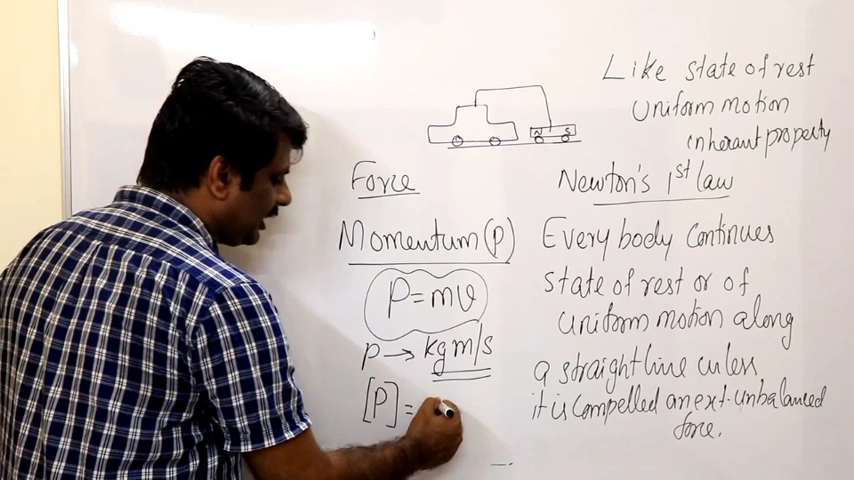 Like state of rest
Uniform motion
inherant property
N S
Force
Momentum (p)
P = mv
p → kg m/s
[P] =
Newton's 1st law
Every body continues
state of rest or of
uniform motion along
a straight line unless
it is compelled an ext. unbalanced
force.